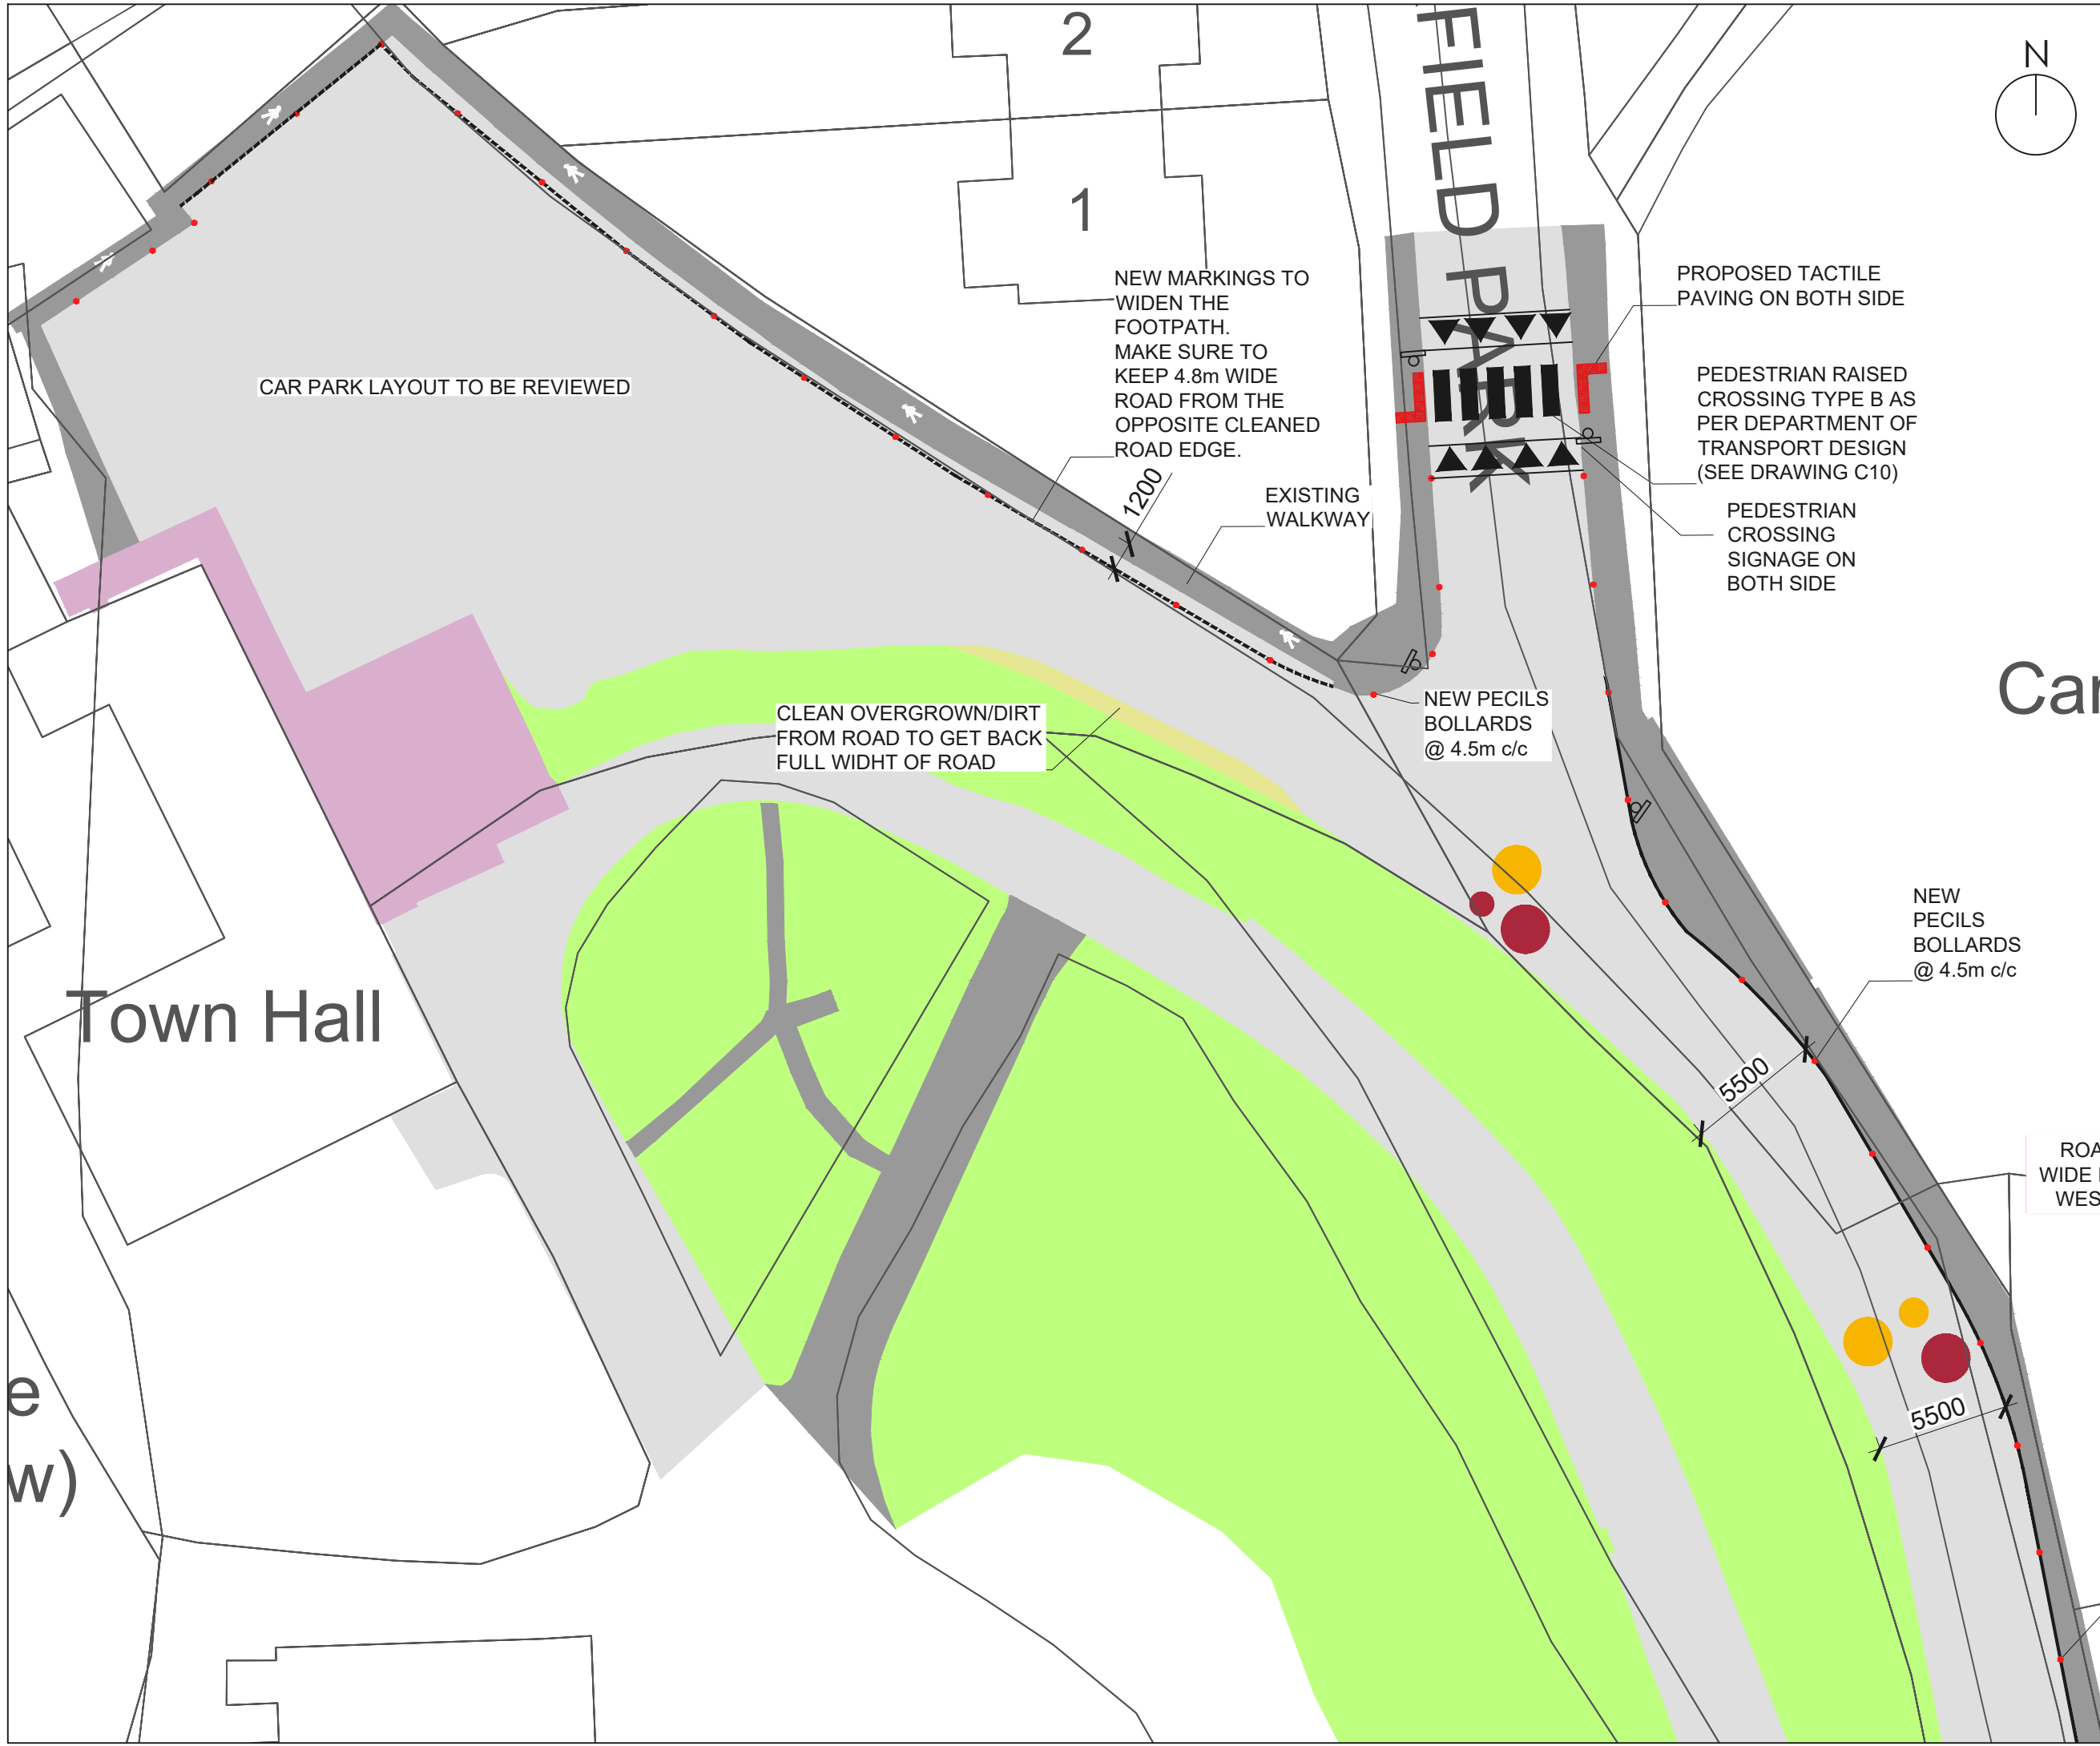 2
N
FIELD PARK
1
NEW MARKINGS TO
WIDEN THE
FOOTPATH.
MAKE SURE TO
KEEP 4.8m WIDE
ROAD FROM THE
OPPOSITE CLEANED
ROAD EDGE.
PROPOSED TACTILE
PAVING ON BOTH SIDE
CAR PARK LAYOUT TO BE REVIEWED
PEDESTRIAN RAISED
CROSSING TYPE B AS
PER DEPARTMENT OF
TRANSPORT DESIGN
(SEE DRAWING C10)
1200
EXISTING
WALKWAY
PEDESTRIAN
CROSSING
SIGNAGE ON
BOTH SIDE
Car
NEW PECILS
BOLLARDS
@ 4.5m c/c
CLEAN OVERGROWN/DIRT
FROM ROAD TO GET BACK
FULL WIDHT OF ROAD
NEW
PECILS
BOLLARDS
@ 4.5m c/c
Town Hall
5500
ROA
WIDE
WES
e
w)
5500